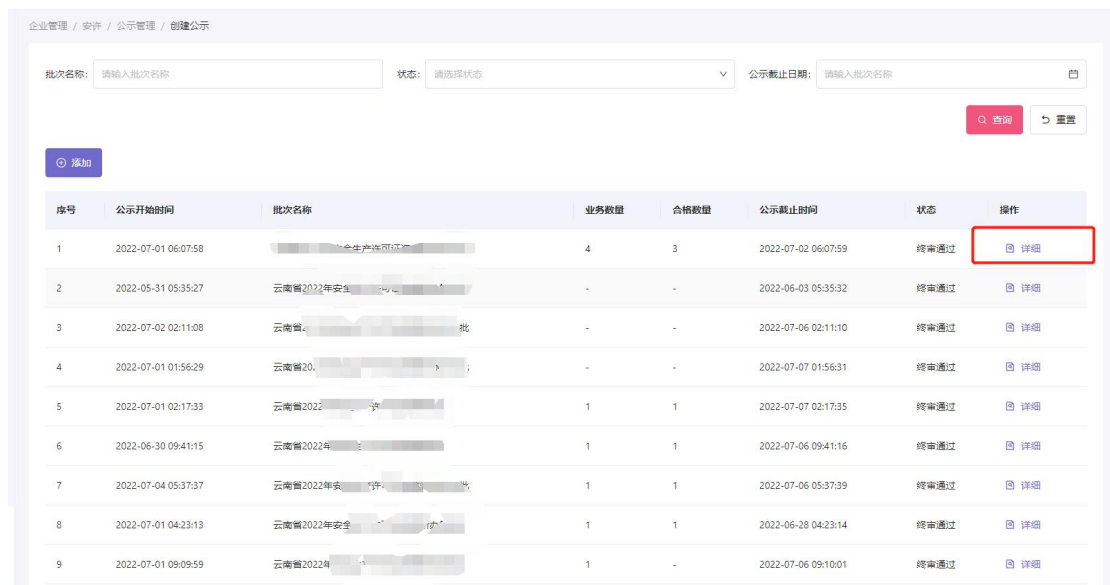 企业管理 / 安许 / 公示管理 / 创建公示
批次名称: 请输入批次名称 状态: 请选择状态 公示截止日期: 请输入批次名称
查询 重置
添加
序号 公示开始时间 批次名称 业务数量 合格数量 公示截止时间 状态 操作
1 2022-07-01 06:07:58 全生产许可证 4 3 2022-07-02 06:07:59 终审通过 详细
2 2022-05-31 05:35:27 云南省2022年安全 - - 2022-06-03 05:35:32 终审通过 详细
3 2022-07-02 02:11:08 云南省 批 - - 2022-07-06 02:11:10 终审通过 详细
4 2022-07-01 01:56:29 云南省20 - - 2022-07-07 01:56:31 终审通过 详细
5 2022-07-01 02:17:33 云南省2022 许 1 1 2022-07-07 02:17:35 终审通过 详细
6 2022-06-30 09:41:15 云南省2022年 1 1 2022-07-06 09:41:16 终审通过 详细
7 2022-07-04 05:37:37 云南省2022年安 许 批 1 1 2022-07-06 05:37:39 终审通过 详细
8 2022-07-01 04:23:13 云南省2022年安全 1 1 2022-06-28 04:23:14 终审通过 详细
9 2022-07-01 09:09:59 云南省2022年 1 - 2022-07-06 09:10:01 终审通过 详细